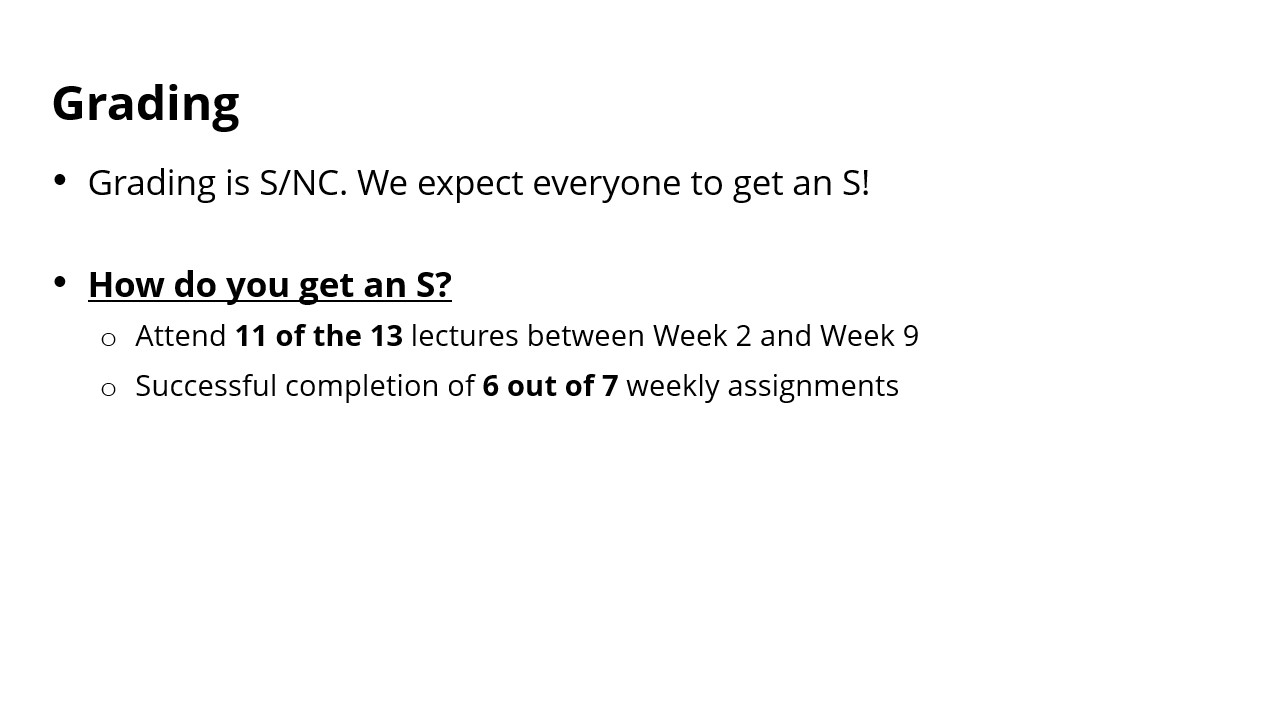 Grading
• Grading is S/NC. We expect everyone to get an S!
• How do you get an S?
○ Attend 11 of the 13 lectures between Week 2 and Week 9
○ Successful completion of 6 out of 7 weekly assignments